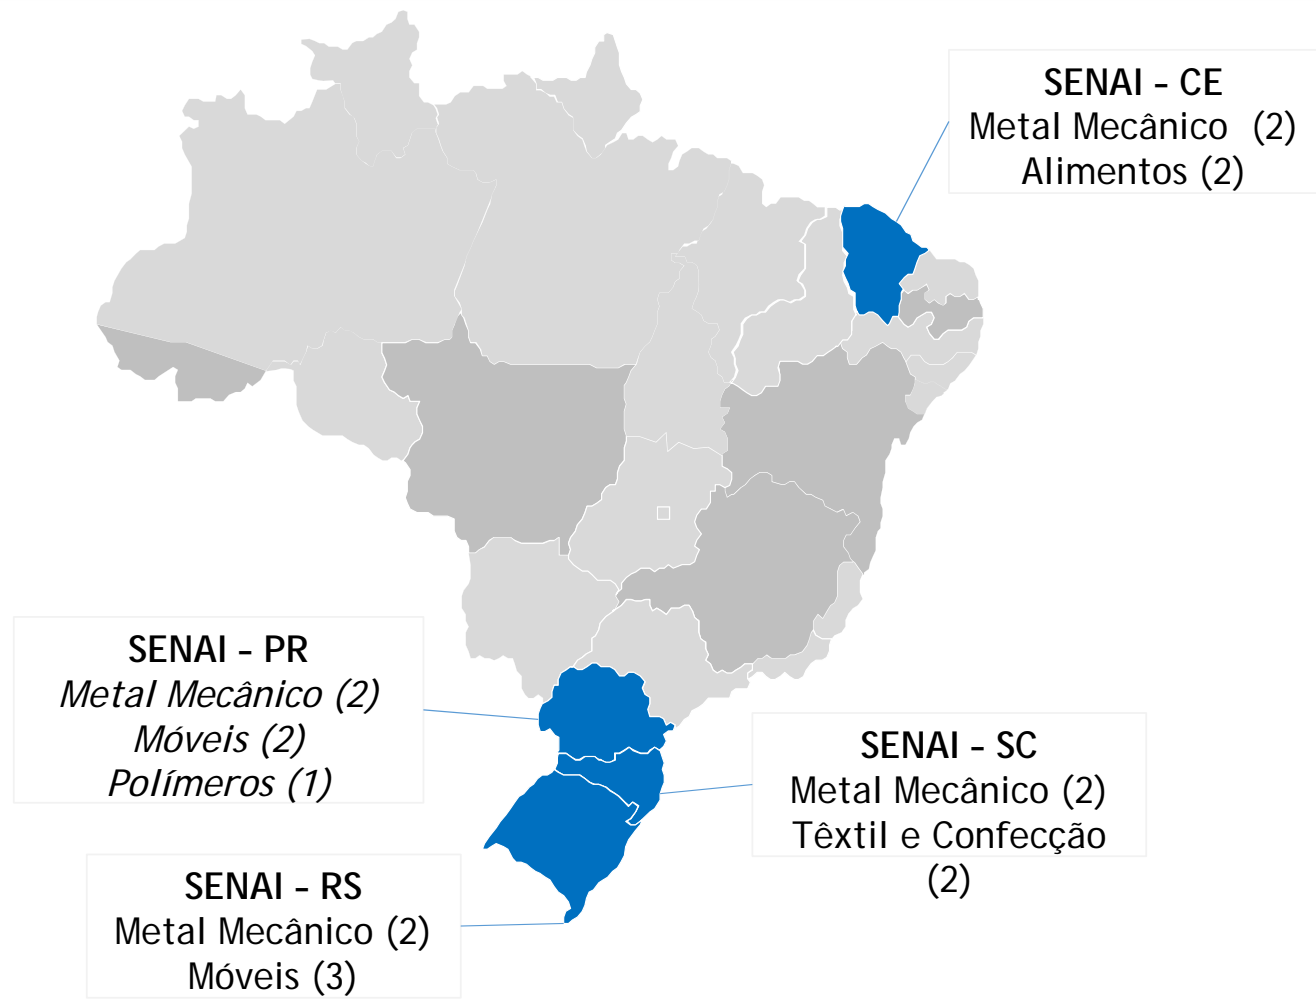 SENAI - CE
Metal Mecânico (2)
Alimentos (2)
SENAI - PR
Metal Mecânico (2)
Móveis (2)
Polímeros (1)
SENAI - SC
Metal Mecânico (2)
Têxtil e Confecção
(2)
SENAI - RS
Metal Mecânico (2)
Móveis (3)